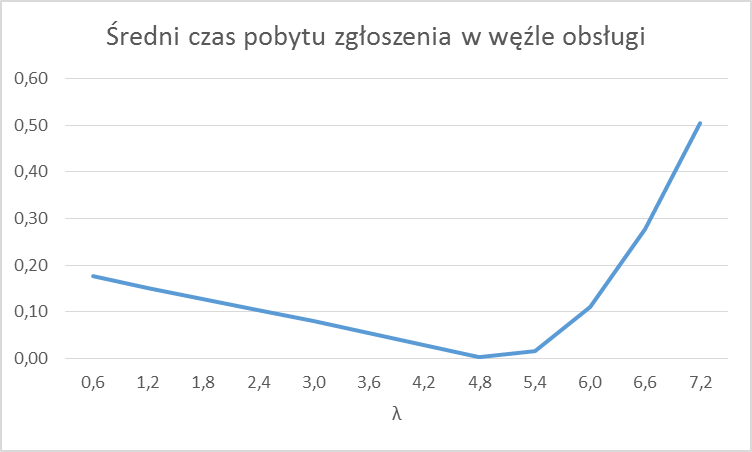 Średni czas pobytu zgłoszenia w węźle obsługi
0,60
0,50
0,40
0,30
0,20
0,10
0,00
0,6 1,2 1,8 2,4 3,0 3,6 4,2 4,8 5,4 6,0 6,6 7,2
λ